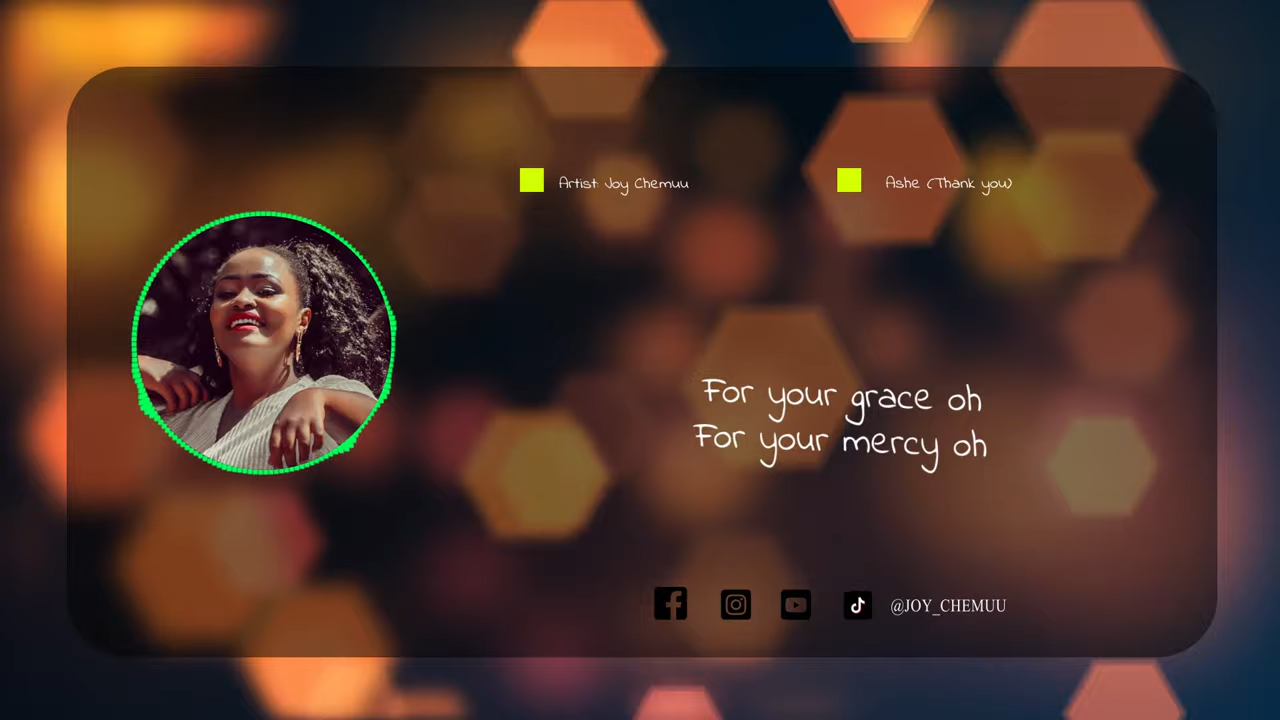 Artist: Joy Chemuu
Ashe (Thank you)
For your grace oh
For your mercy oh
@JOY_CHEMUU